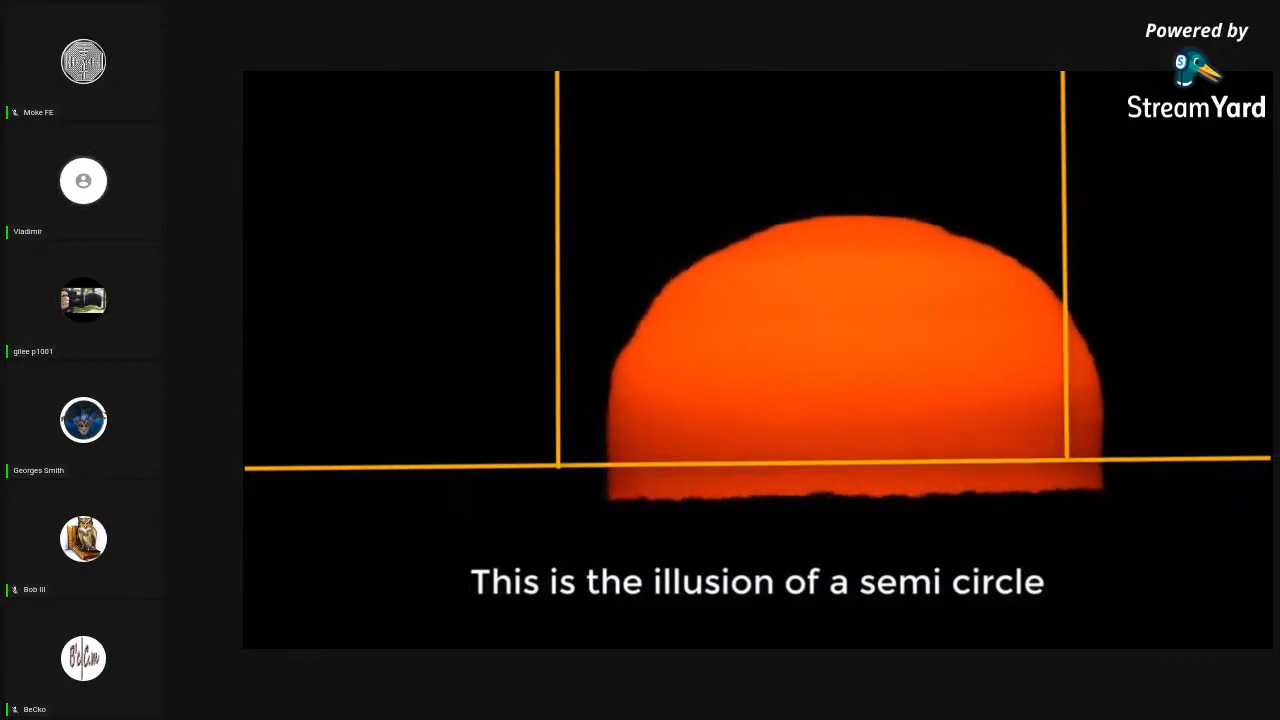 Powered by
StreamYard
Moke FE
Vladimir
gilee p1001
Georges Smith
Bob III
BeCko
This is the illusion of a semi circle